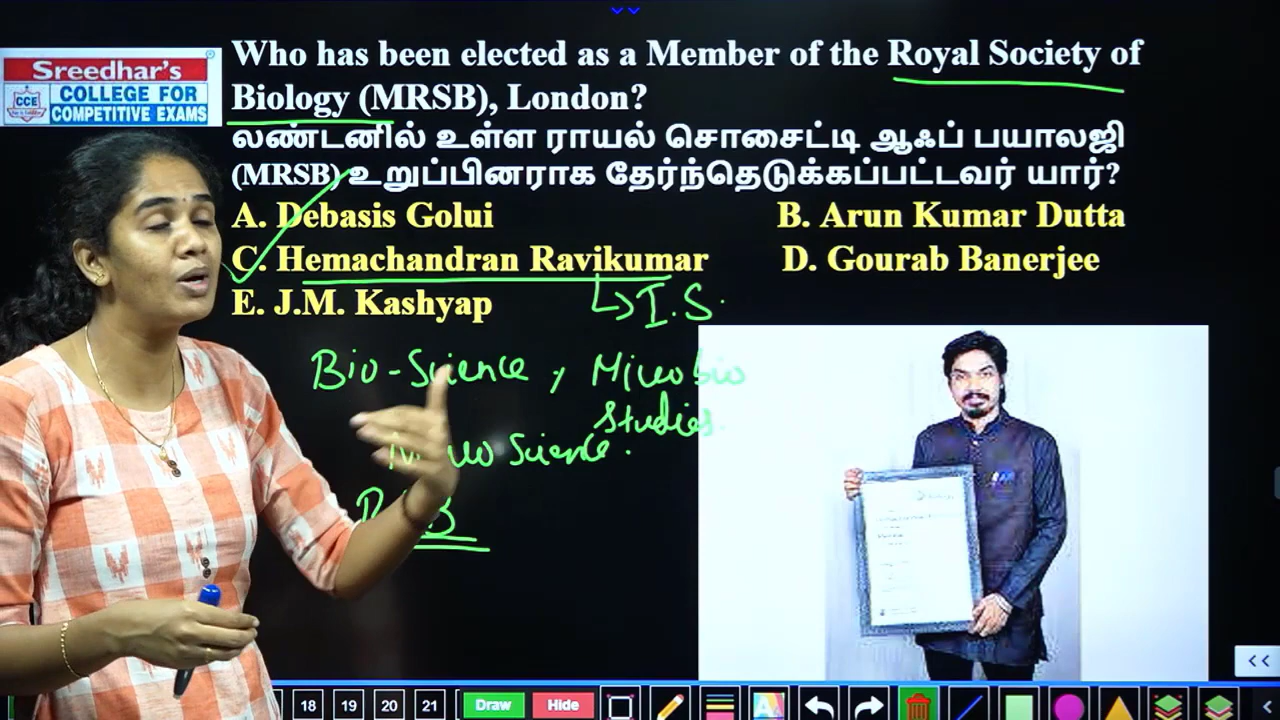 Sreedhar's
CCE
COLLEGE FOR
COMPETITIVE EXAMS
Who has been elected as a Member of the Royal Society of
Biology (MRSB), London?
லண்டனில் உள்ள ராயல் சொசைட்டி ஆஃப் பயாலஜி
(MRSB) உறுப்பினராக தேர்ந்தெடுக்கப்பட்டவர் யார்?
A. Debasis Golui
B. Arun Kumar Dutta
C. Hemachandran Ravikumar
D. Gourab Banerjee
E. J.M. Kashyap
I.S.
Bio-Science, Microbio
Studies.
Science.
18 19 20 21 Draw Hide